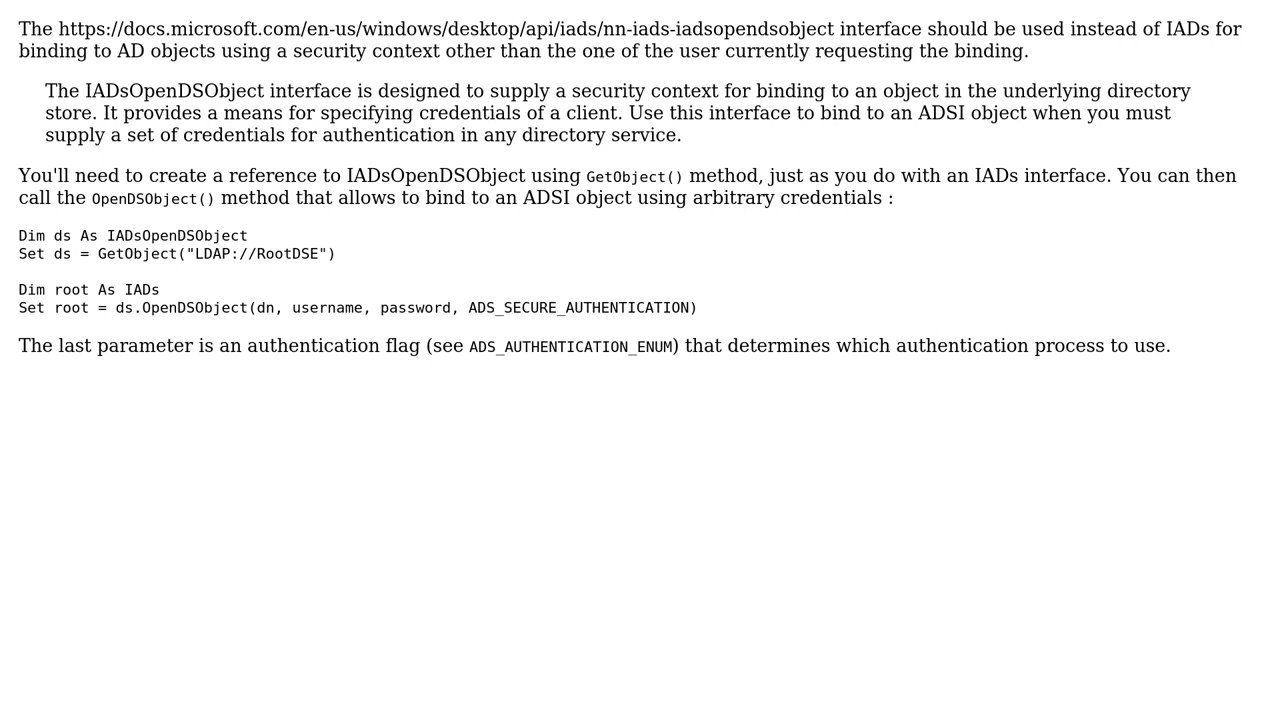 The https://docs.microsoft.com/en-us/windows/desktop/api/iads/nn-iads-iadsopendsobject interface should be used instead of IADs for
binding to AD objects using a security context other than the one of the user currently requesting the binding.
The IADsOpenDSObject interface is designed to supply a security context for binding to an object in the underlying directory
store. It provides a means for specifying credentials of a client. Use this interface to bind to an ADSI object when you must
supply a set of credentials for authentication in any directory service.
You'll need to create a reference to IADsOpenDSObject using GetObject() method, just as you do with an IADs interface. You can then
call the OpenDSObject() method that allows to bind to an ADSI object using arbitrary credentials :
Dim ds As IADsOpenDSObject
Set ds = GetObject("LDAP://RootDSE")
Dim root As IADs
Set root = ds.OpenDSObject(dn, username, password, ADS_SECURE_AUTHENTICATION)
The last parameter is an authentication flag (see ADS_AUTHENTICATION_ENUM) that determines which authentication process to use.